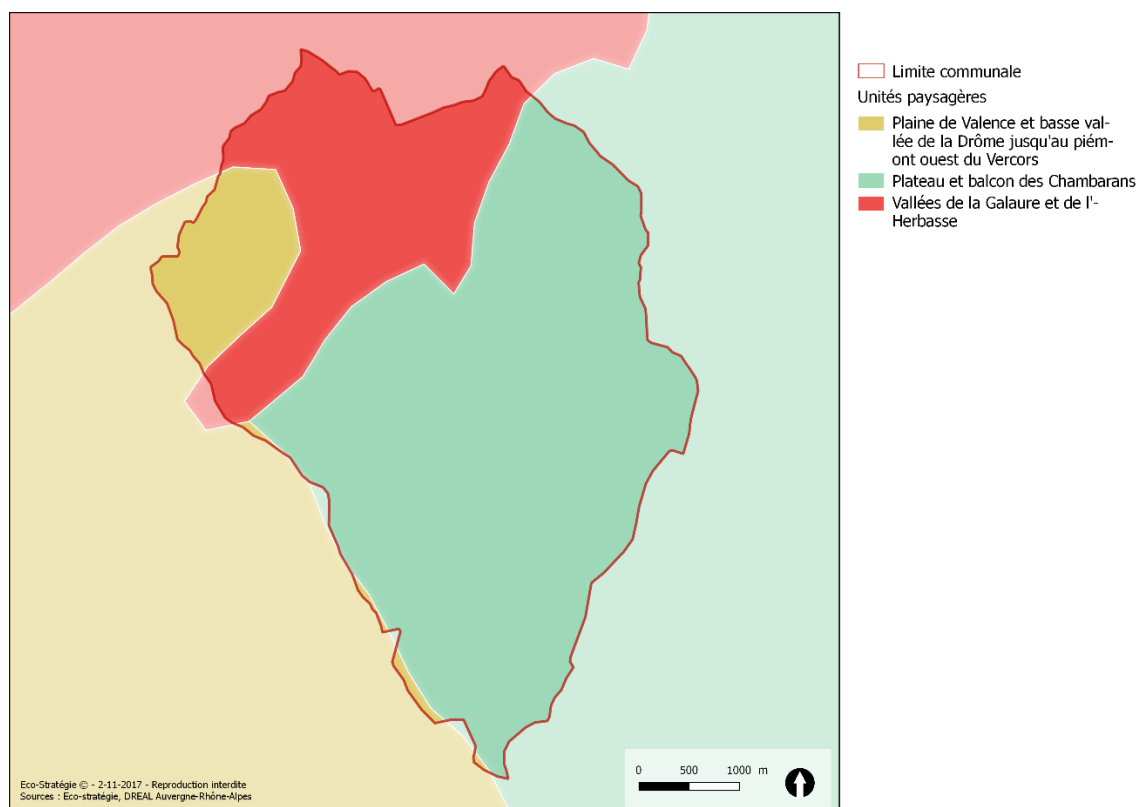 Limite communale
Unités paysagères
Plaine de Valence et basse val-
lée de la Drôme jusqu'au piém-
ont ouest du Vercors
Plateau et balcon des Chambarans
Vallées de la Galaure et de l'-
Herbasse
Eco-Stratégie © - 2-11-2017 - Reproduction interdite
Sources : Eco-stratégie, DREAL Auvergne-Rhône-Alpes
0 500 1000 m